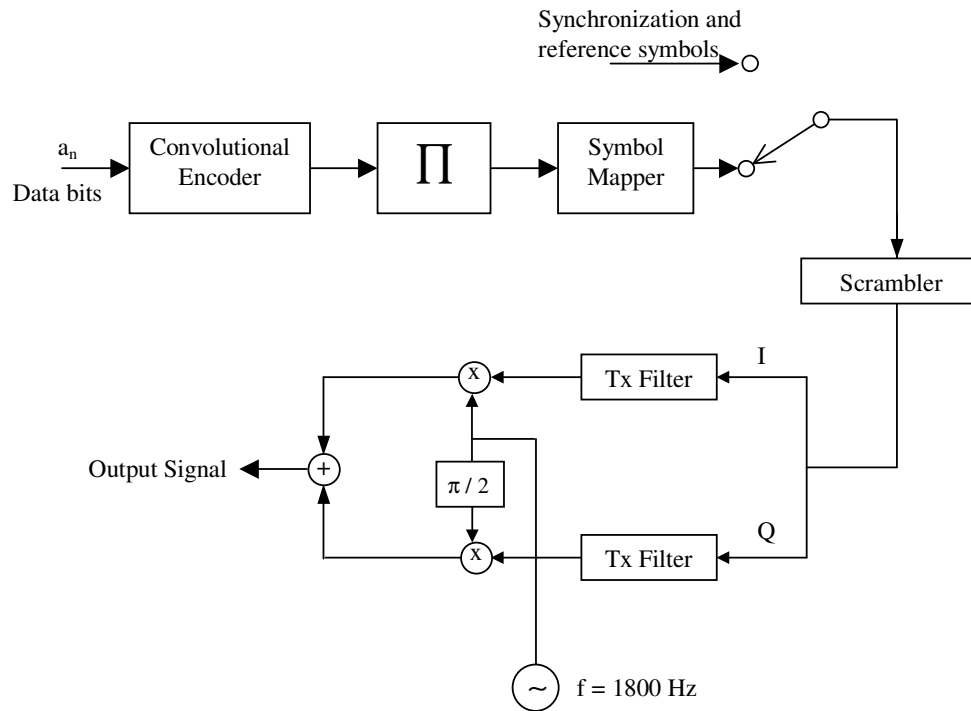 Synchronization and
reference symbols
a_n
Data bits
Convolutional
Encoder
∏
Symbol
Mapper
Scrambler
I
Tx Filter
x
Output Signal
+
π / 2
Q
Tx Filter
x
~
f = 1800 Hz